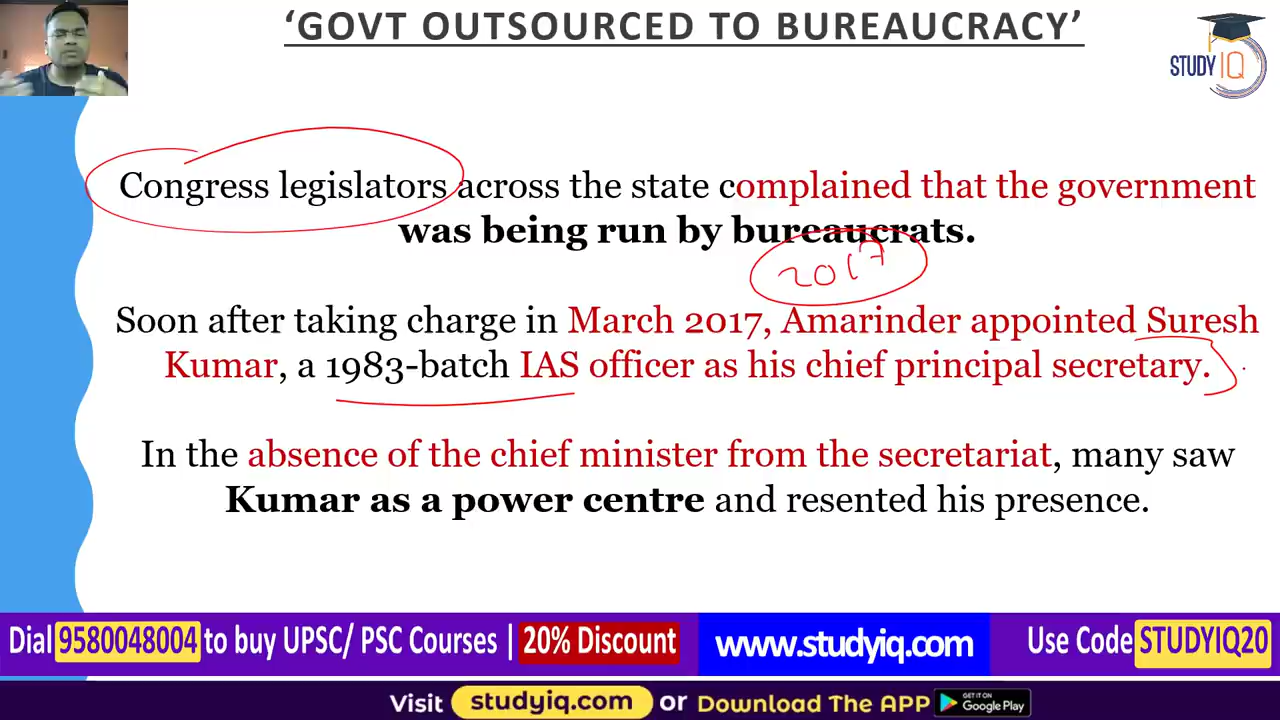 ‘GOVT OUTSOURCED TO BUREAUCRACY’
STUDY IQ
Congress legislators across the state complained that the government
was being run by bureaucrats.
2017
Soon after taking charge in March 2017, Amarinder appointed Suresh
Kumar, a 1983-batch IAS officer as his chief principal secretary.
In the absence of the chief minister from the secretariat, many saw
Kumar as a power centre and resented his presence.
Dial 9580048004 to buy UPSC/ PSC Courses | 20% Discount
www.studyiq.com
Use Code STUDYIQ20
Visit studyiq.com or Download The APP GET IT ON Google Play